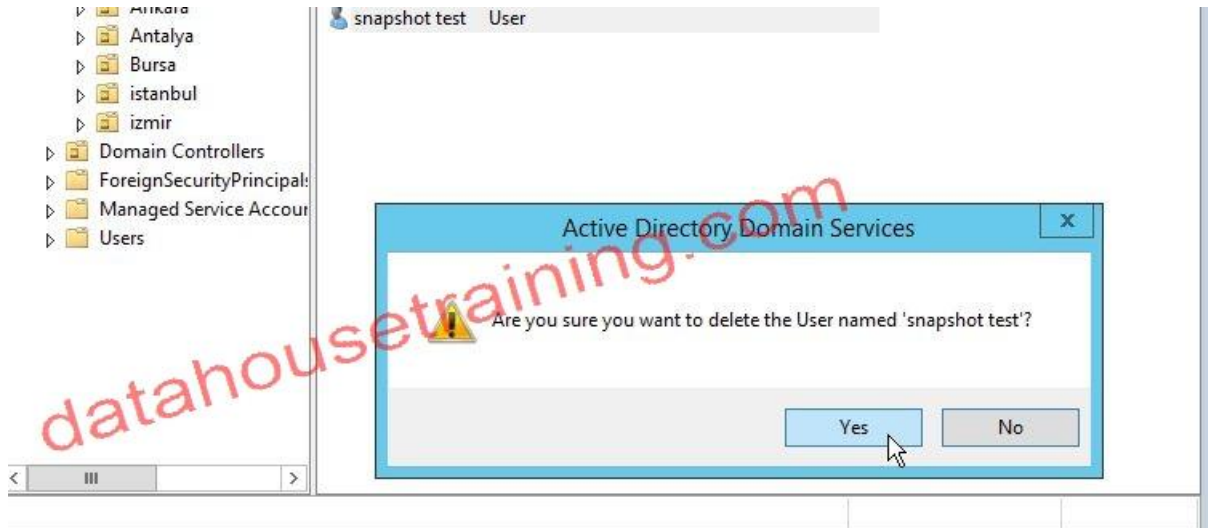 Ankara
Antalya
Bursa
istanbul
izmir
Domain Controllers
ForeignSecurityPrincipal
Managed Service Accour
Users
snapshot test User
Active Directory Domain Services
x
Are you sure you want to delete the User named 'snapshot test'?
Yes No
datahousetraining.com